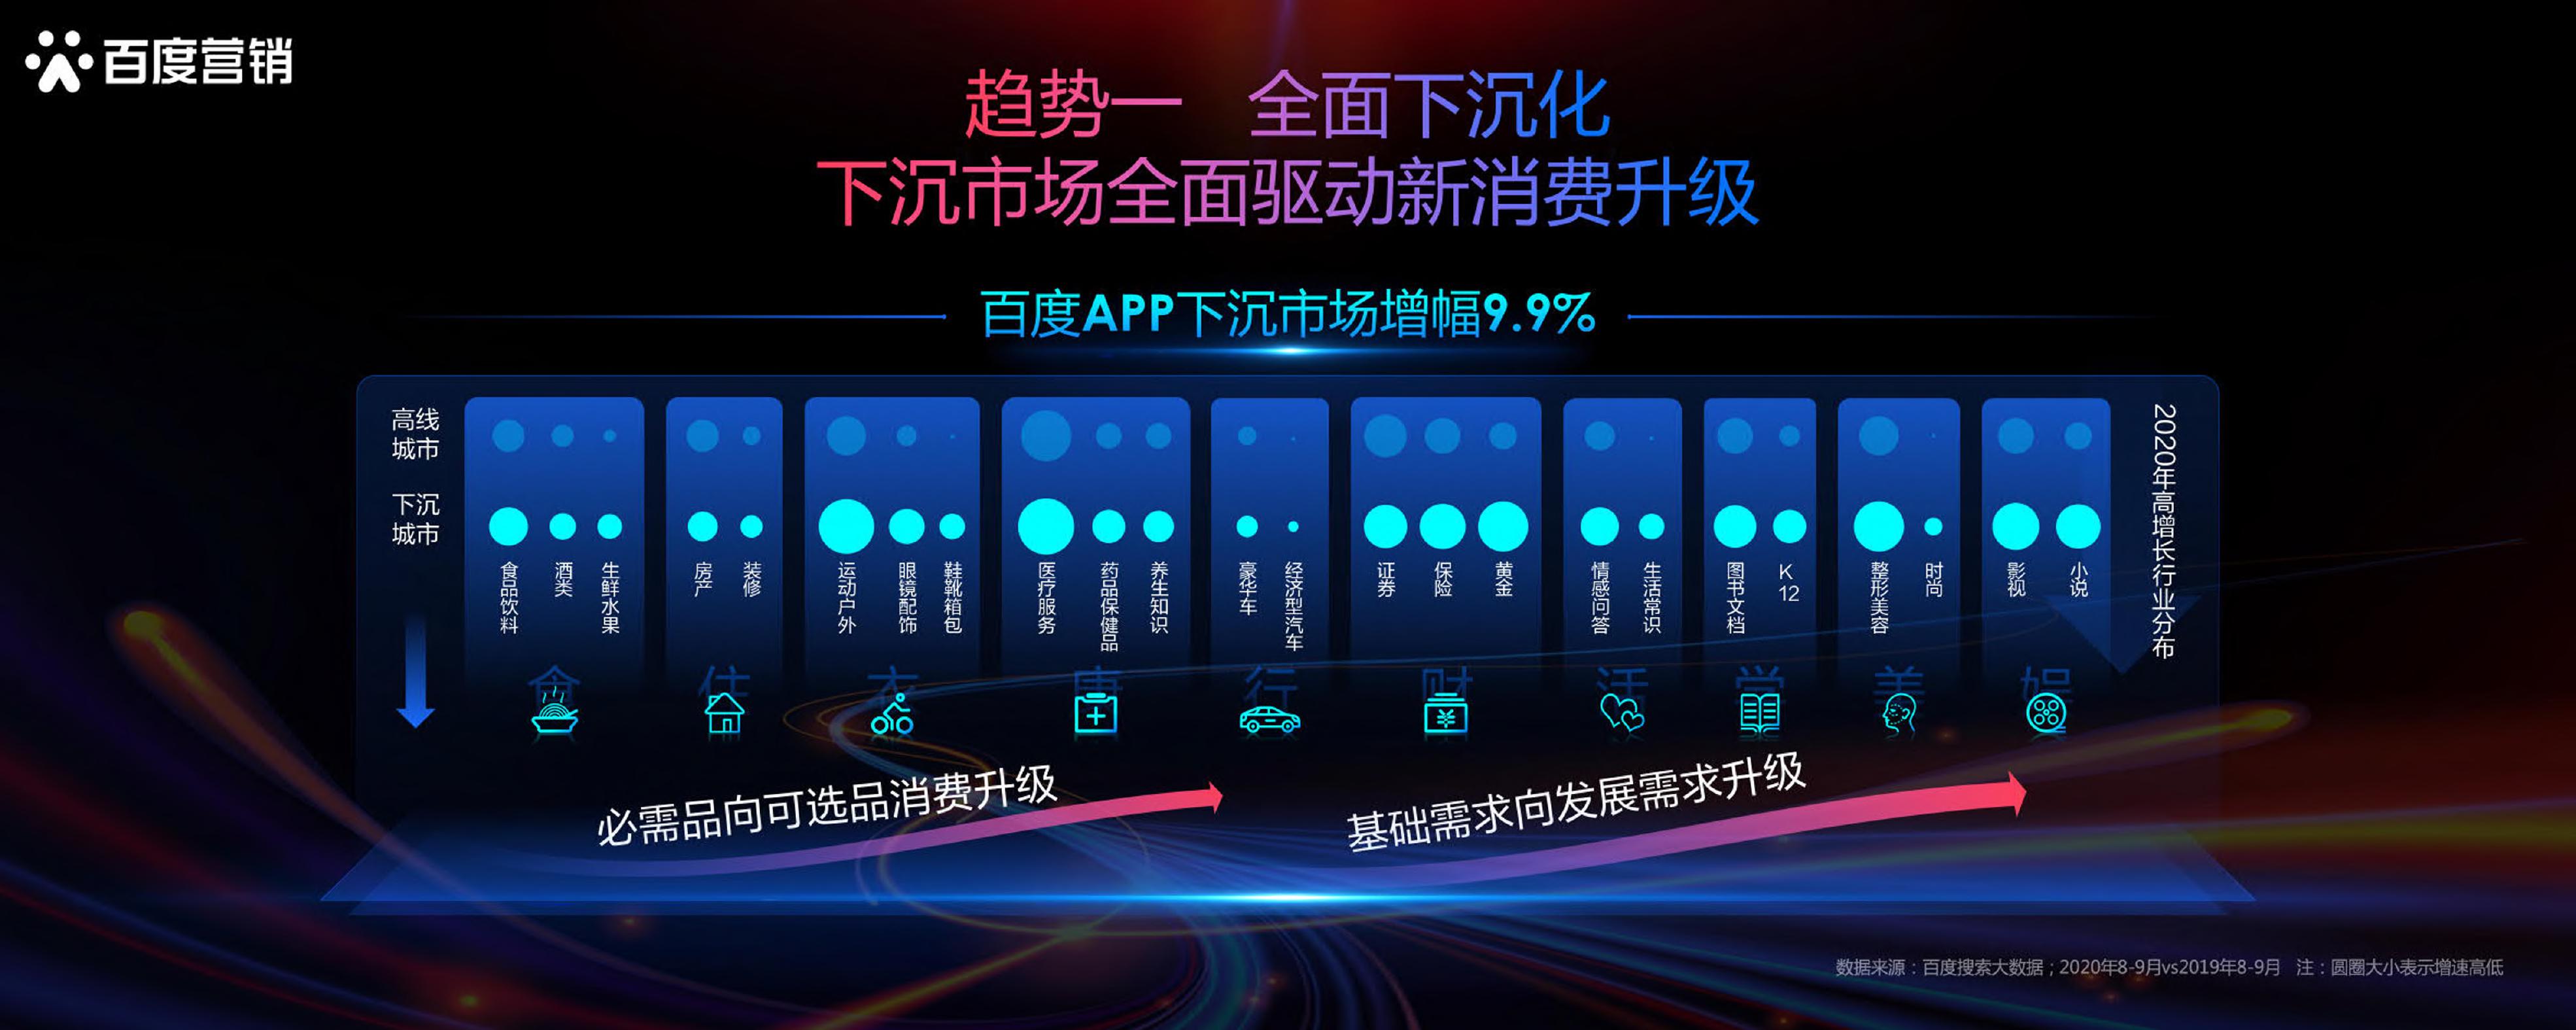 百度营销
趋势一 全面下沉化
下沉市场全面驱动新消费升级
百度APP下沉市场增幅9.9%
高线
城市
下沉
城市
食品饮料
酒类
生鲜水果
房产
装修
运动户外
眼镜配饰
鞋靴箱包
医疗服务
药品保健品
养生知识
豪华车
经济型汽车
证券
保险
黄金
情感问答
生活常识
图书文档
K
12
整形美容
时尚
影视
小说
2020年高增长行业分布
食
住
衣
康
行
财
活
学
美
娱
必需品向可选品消费升级
基础需求向发展需求升级
数据来源：百度搜索大数据；2020年8-9月vs2019年8-9月 注：圆圈大小表示增速高低